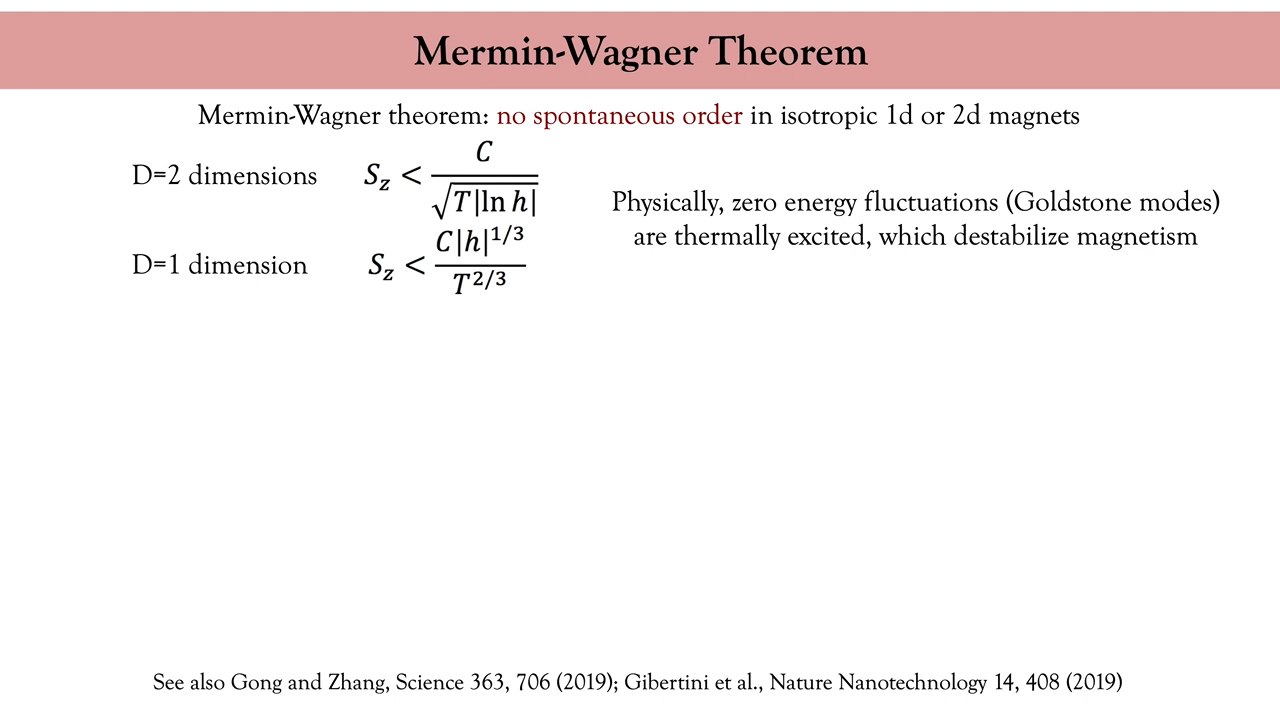 Mermin-Wagner Theorem
Mermin-Wagner theorem: no spontaneous order in isotropic 1d or 2d magnets
D=2 dimensions S_z < C / √(T|ln h|)
Physically, zero energy fluctuations (Goldstone modes)
are thermally excited, which destabilize magnetism
D=1 dimension S_z < C|h|^{1/3} / T^{2/3}
See also Gong and Zhang, Science 363, 706 (2019); Gibertini et al., Nature Nanotechnology 14, 408 (2019)